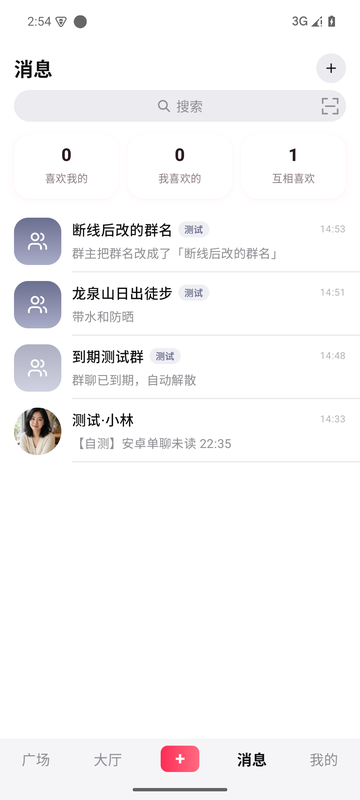 2:54
3G
消息
搜索
0
喜欢我的
0
我喜欢的
1
互相喜欢
断线后改的群名 测试 14:53
群主把群名改成了「断线后改的群名」
龙泉山日出徒步 测试 14:51
带水和防晒
到期测试群 测试 14:48
群聊已到期，自动解散
测试·小林 14:33
【自测】安卓单聊未读 22:35
广场
大厅
消息
我的